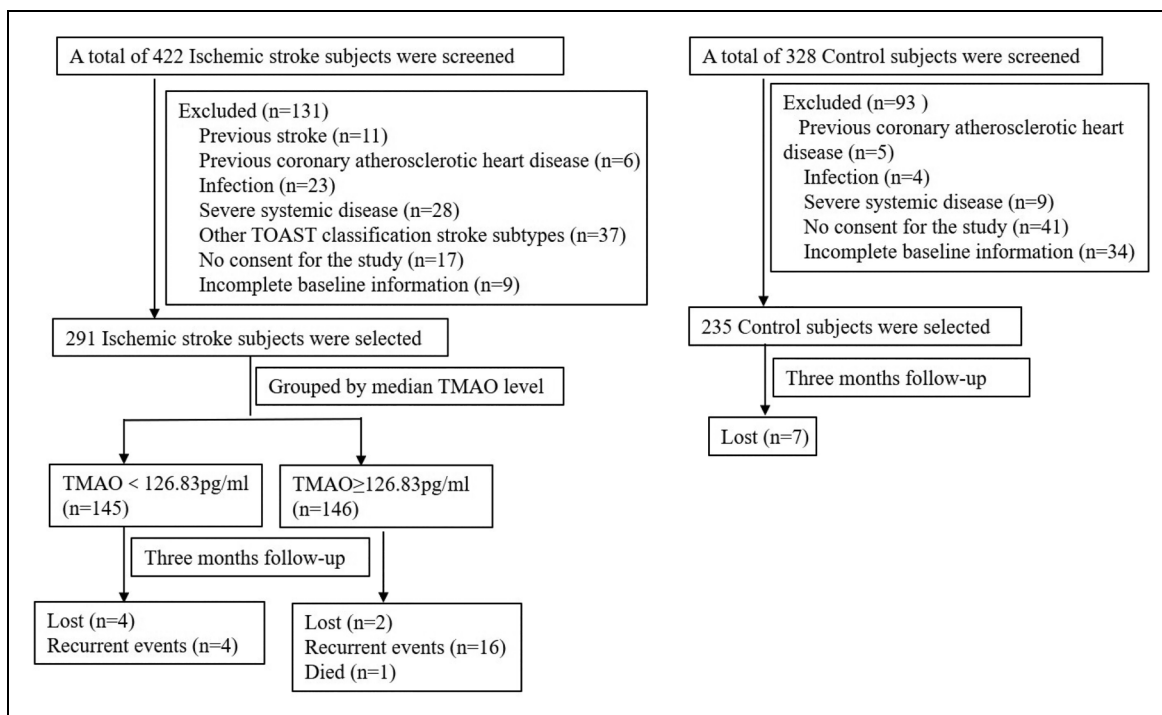 A total of 422 Ischemic stroke subjects were screened
Excluded (n=131)
Previous stroke (n=11)
Previous coronary atherosclerotic heart disease (n=6)
Infection (n=23)
Severe systemic disease (n=28)
Other TOAST classification stroke subtypes (n=37)
No consent for the study (n=17)
Incomplete baseline information (n=9)
291 Ischemic stroke subjects were selected
Grouped by median TMAO level
TMAO < 126.83pg/ml
(n=145)
TMAO≥126.83pg/ml
(n=146)
Three months follow-up
Lost (n=4)
Recurrent events (n=4)
Lost (n=2)
Recurrent events (n=16)
Died (n=1)
A total of 328 Control subjects were screened
Excluded (n=93 )
Previous coronary atherosclerotic heart
disease (n=5)
Infection (n=4)
Severe systemic disease (n=9)
No consent for the study (n=41)
Incomplete baseline information (n=34)
235 Control subjects were selected
Three months follow-up
Lost (n=7)